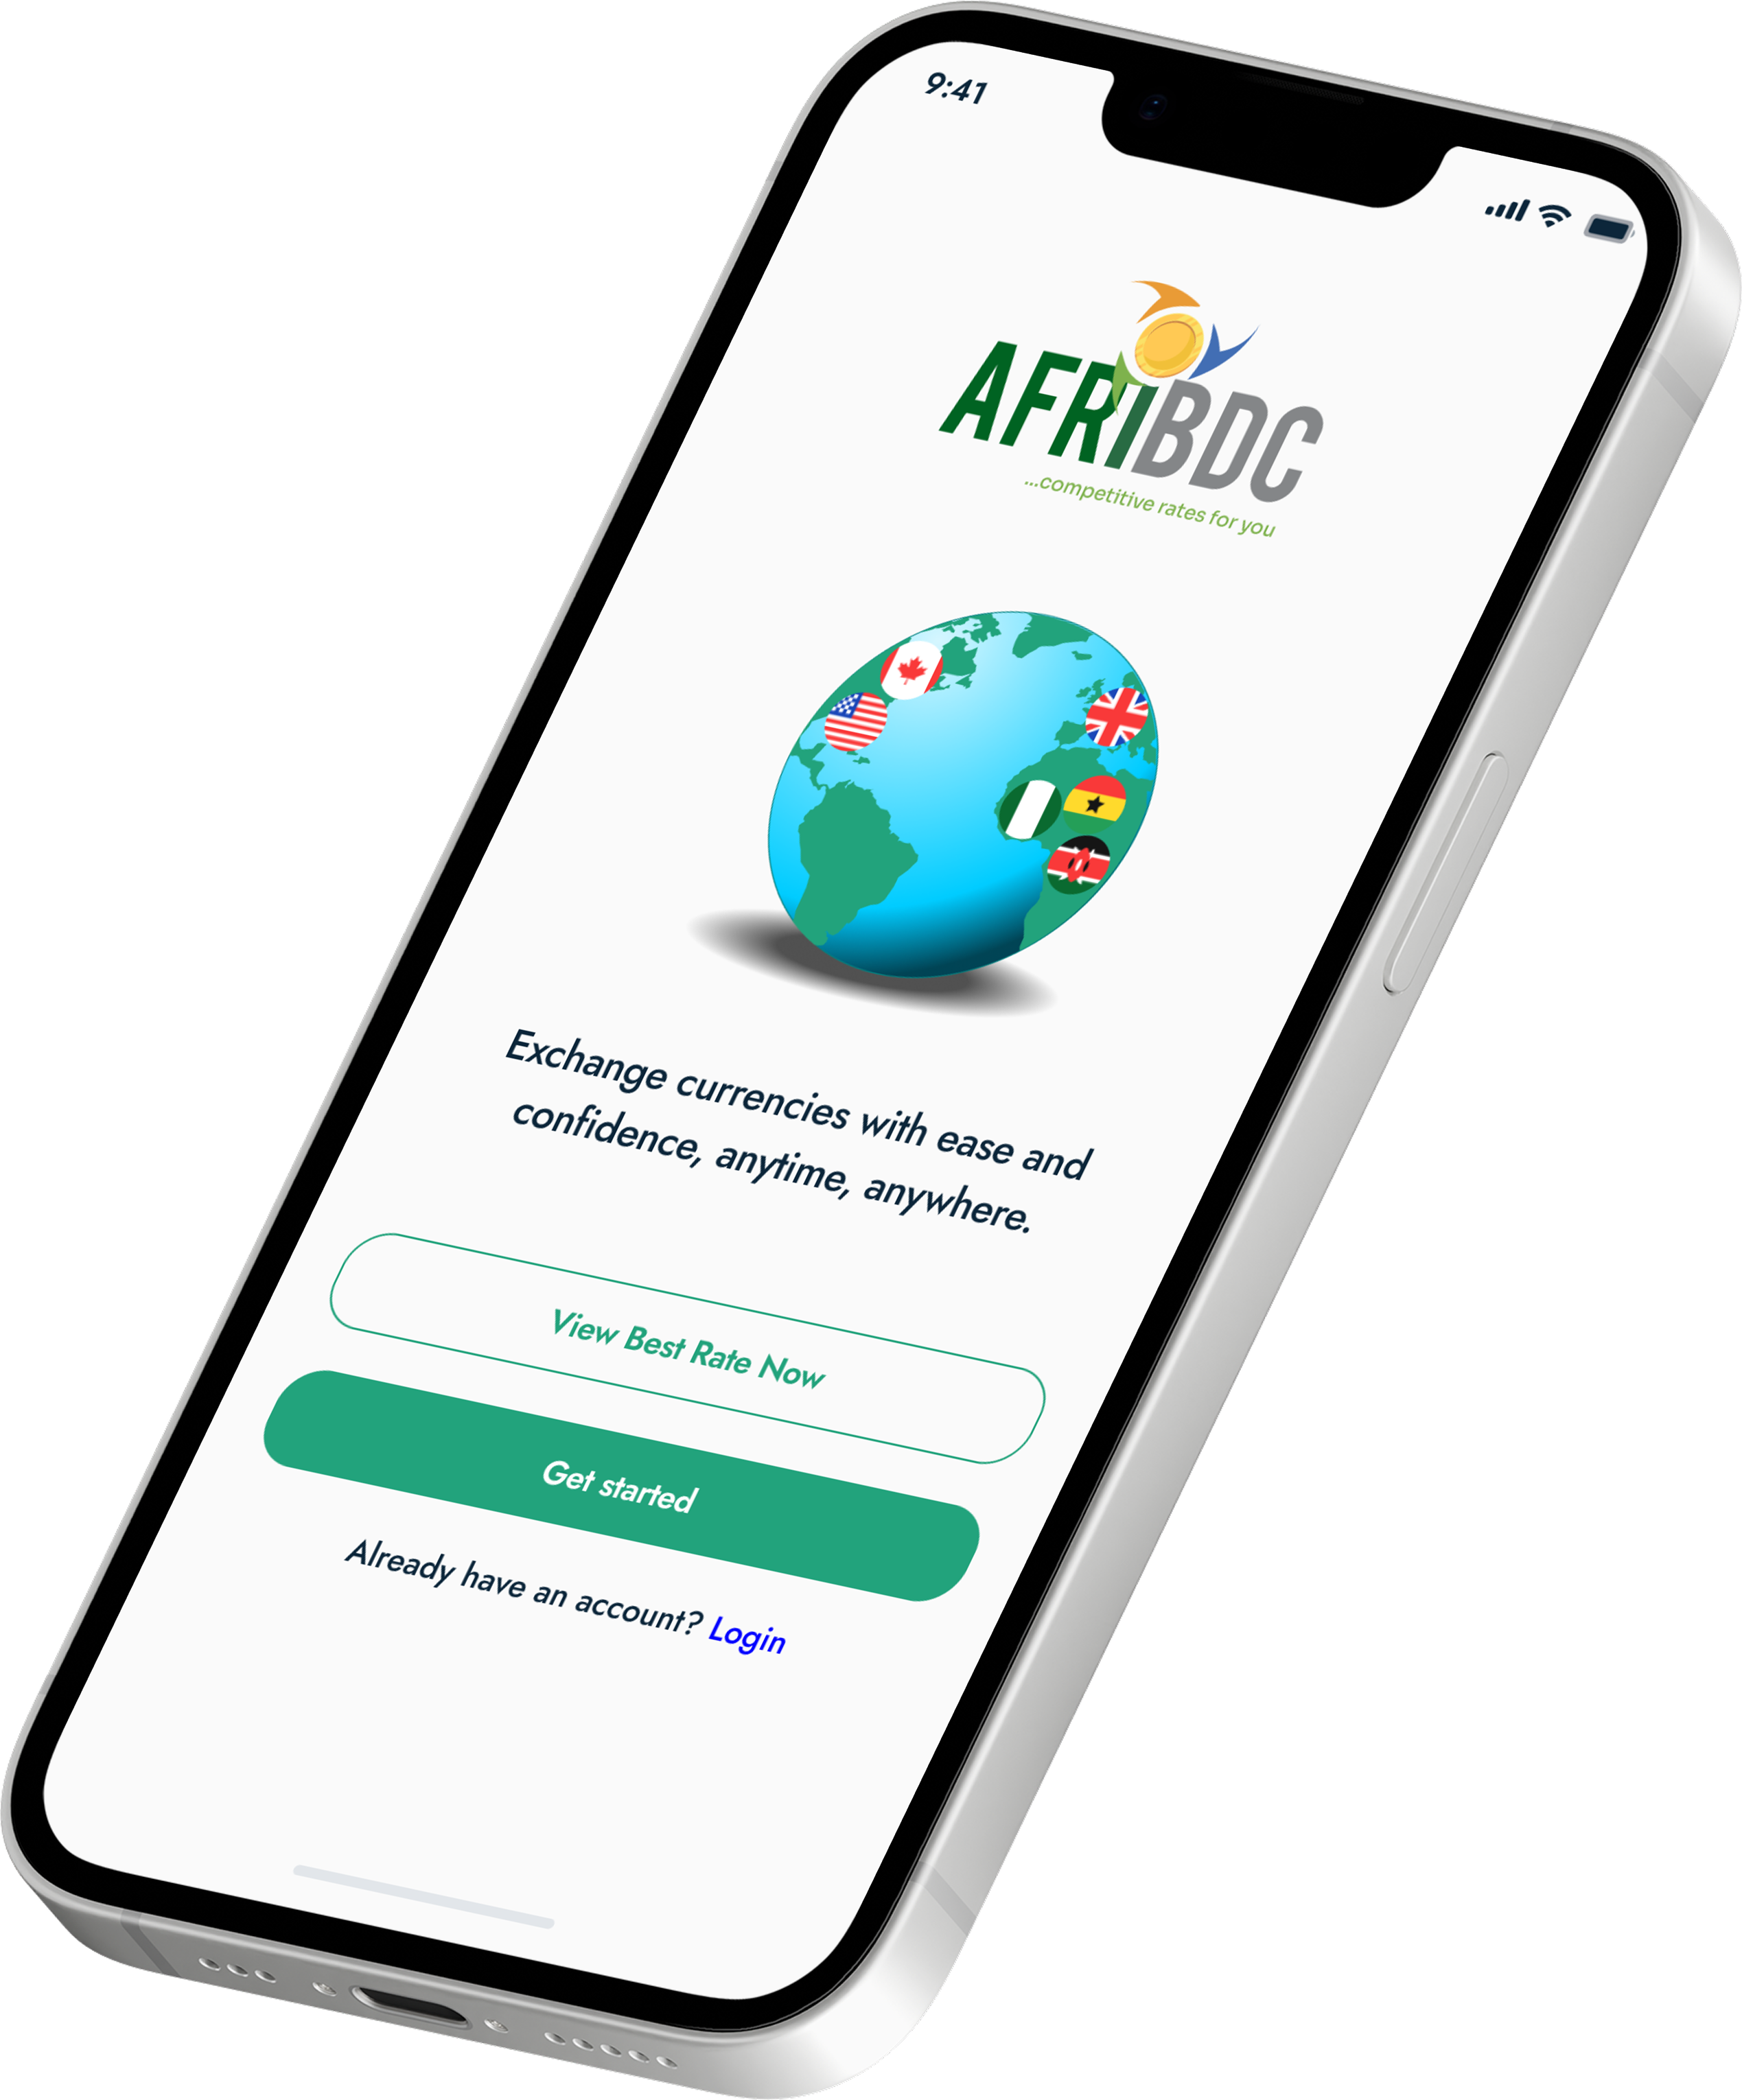 9:41
AFRIBDC
...competitive rates for you
Exchange currencies with ease and
confidence, anytime, anywhere.
View Best Rate Now
Get started
Already have an account? Login